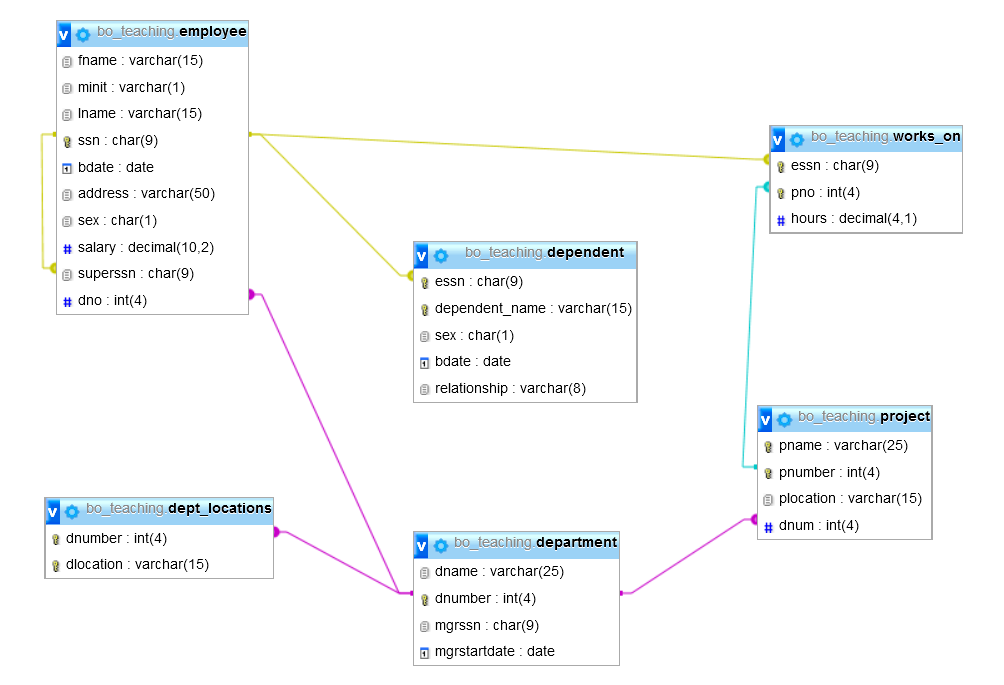 v bo_teaching.employee
fname : varchar(15)
minit : varchar(1)
lname : varchar(15)
ssn : char(9)
bdate : date
address : varchar(50)
sex : char(1)
# salary : decimal(10,2)
superssn : char(9)
# dno : int(4)
v bo_teaching.works_on
essn : char(9)
pno : int(4)
# hours : decimal(4,1)
v bo_teaching.dependent
essn : char(9)
dependent_name : varchar(15)
sex : char(1)
bdate : date
relationship : varchar(8)
v bo_teaching.project
pname : varchar(25)
pnumber : int(4)
plocation : varchar(15)
# dnum : int(4)
v bo_teaching.dept_locations
dnumber : int(4)
dlocation : varchar(15)
v bo_teaching.department
dname : varchar(25)
dnumber : int(4)
mgrssn : char(9)
mgrstartdate : date